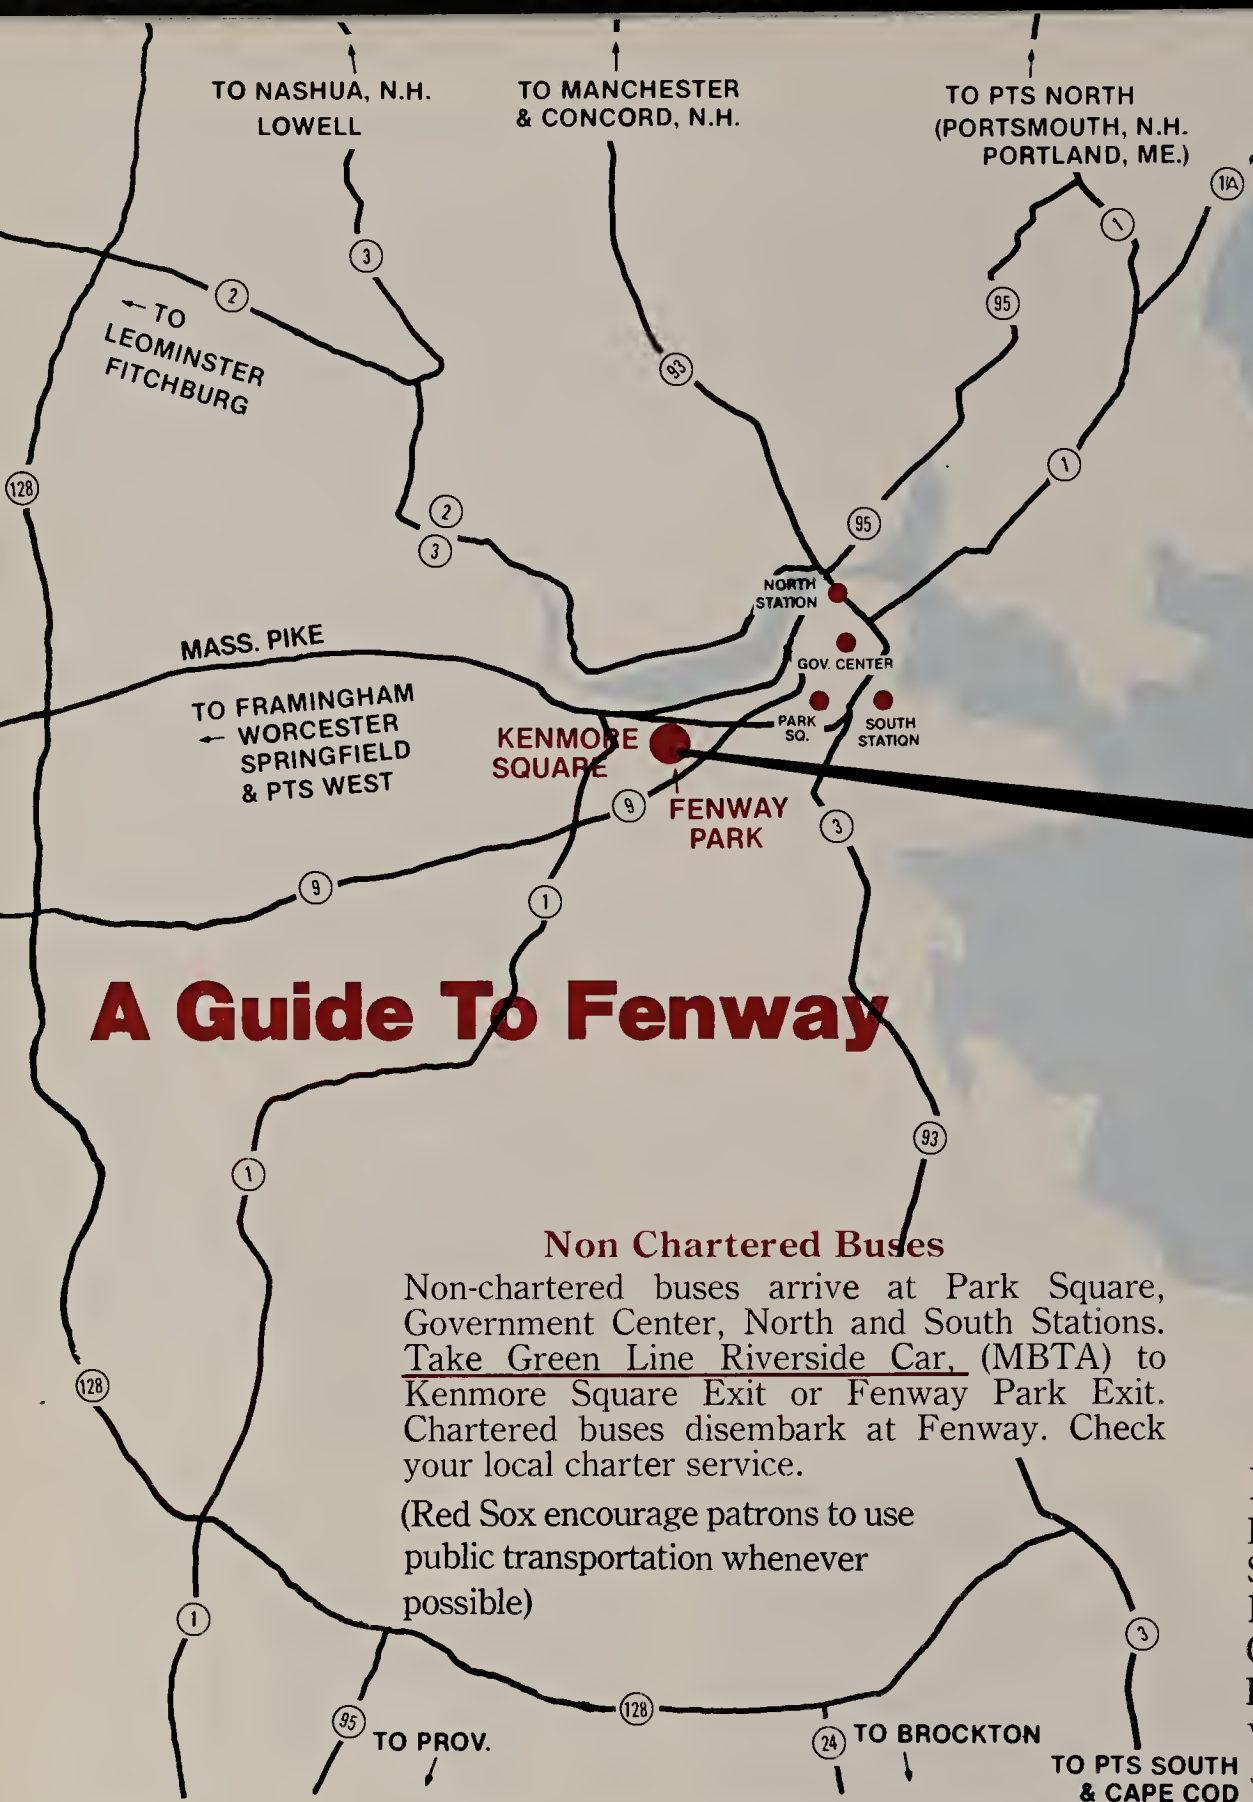 TO NASHUA, N.H.
LOWELL
TO MANCHESTER
& CONCORD, N.H.
TO PTS NORTH
(PORTSMOUTH, N.H.
PORTLAND, ME.)
1A
1
3
2
95
← TO
LEOMINSTER
FITCHBURG
93
1
128
2
3
95
NORTH
STATION
MASS. PIKE
GOV. CENTER
TO FRAMINGHAM
← WORCESTER
SPRINGFIELD
& PTS WEST
PARK
SQ.
SOUTH
STATION
KENMORE
SQUARE
9
FENWAY
PARK
3
9
1
A Guide To Fenway
93
1
Non Chartered Buses
Non-chartered buses arrive at Park Square,
Government Center, North and South Stations.
Take Green Line Riverside Car, (MBTA) to
Kenmore Square Exit or Fenway Park Exit.
Chartered buses disembark at Fenway. Check
your local charter service.
(Red Sox encourage patrons to use
public transportation whenever
possible)
128
1
3
95
TO PROV.
128
24
TO BROCKTON
TO PTS SOUTH
& CAPE COD